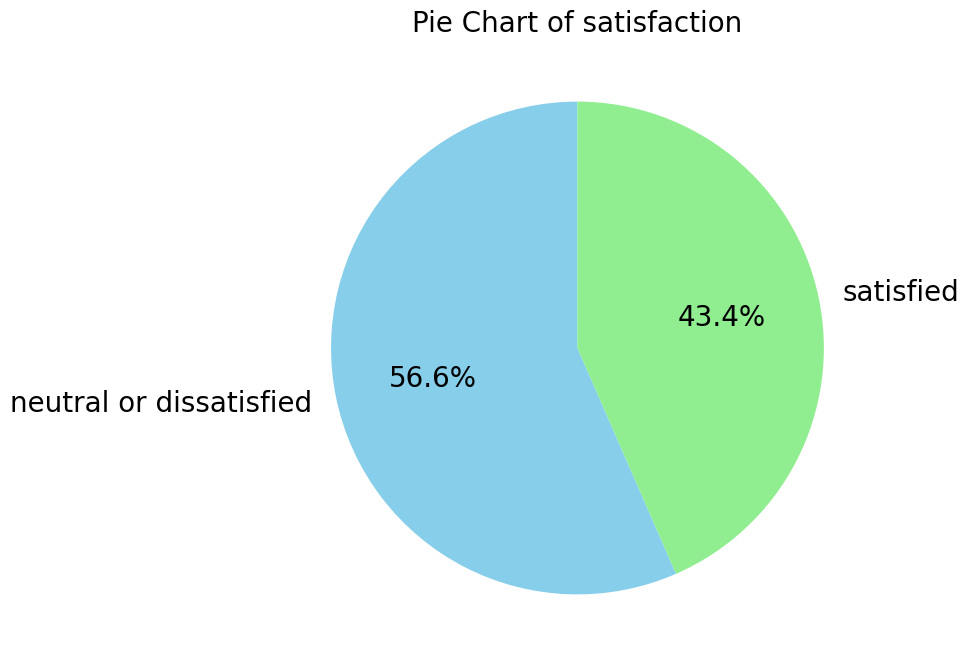 Pie Chart of satisfaction
satisfied
43.4%
56.6%
neutral or dissatisfied